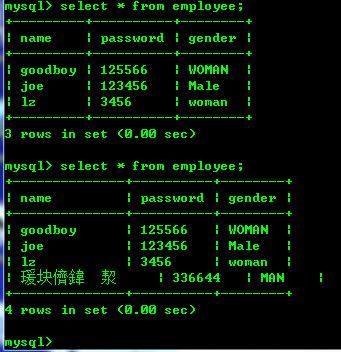 mysql> select * from employee;
+----------+----------+--------+
| name | password | gender |
+----------+----------+--------+
| goodboy | 125566 | WOMAN |
| joe | 123456 | Male |
| lz | 3456 | woman |
+----------+----------+--------+
3 rows in set (0.00 sec)
mysql> select * from employee;
+--------------+----------+--------+
| name | password | gender |
+--------------+----------+--------+
| goodboy | 125566 | WOMAN |
| joe | 123456 | Male |
| lz | 3456 | woman |
| 瑗块儕鍏 洯 | 336644 | MAN |
+--------------+----------+--------+
4 rows in set (0.00 sec)
mysql>